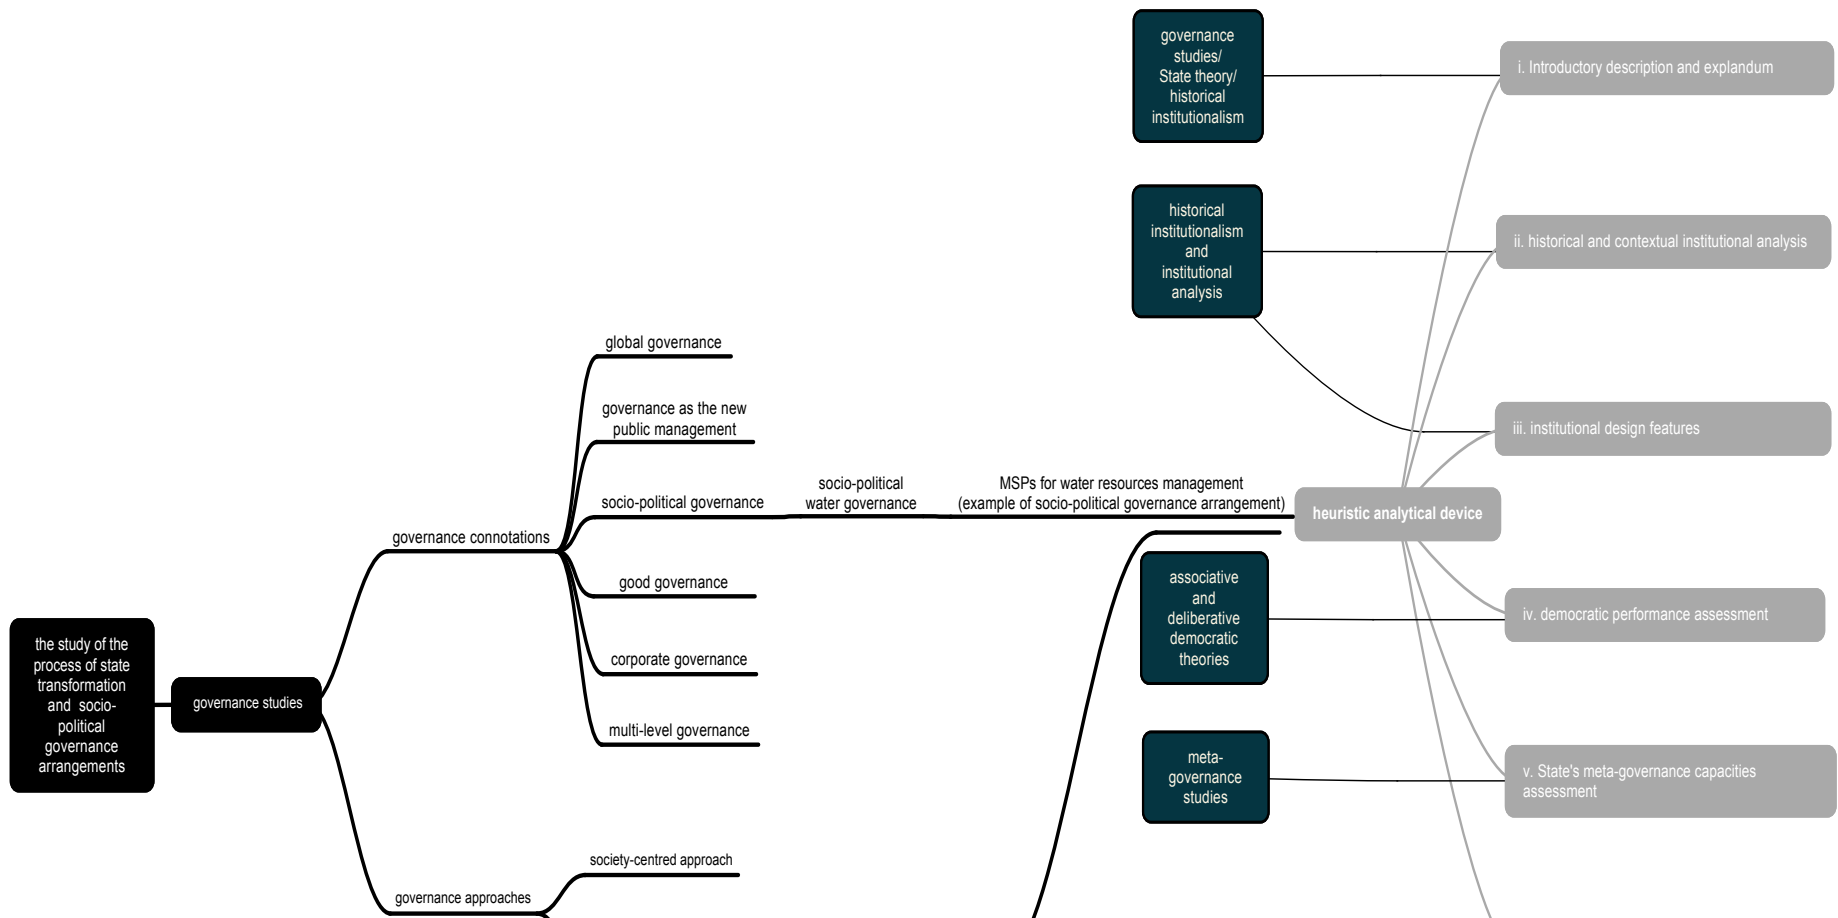 governance
studies/
State theory/
historical
institutionalism
i. Introductory description and explandum
historical
institutionalism
and
institutional
analysis
ii. historical and contextual institutional analysis
global governance
governance as the new
public management
iii. institutional design features
socio-political governance
socio-political
water governance
MSPs for water resources management
(example of socio-political governance arrangement)
heuristic analytical device
governance connotations
good governance
associative
and
deliberative
democratic
theories
iv. democratic performance assessment
the study of the
process of state
transformation
and socio-
political
governance
arrangements
governance studies
corporate governance
multi-level governance
meta-
governance
studies
v. State's meta-governance capacities
assessment
society-centred approach
governance approaches